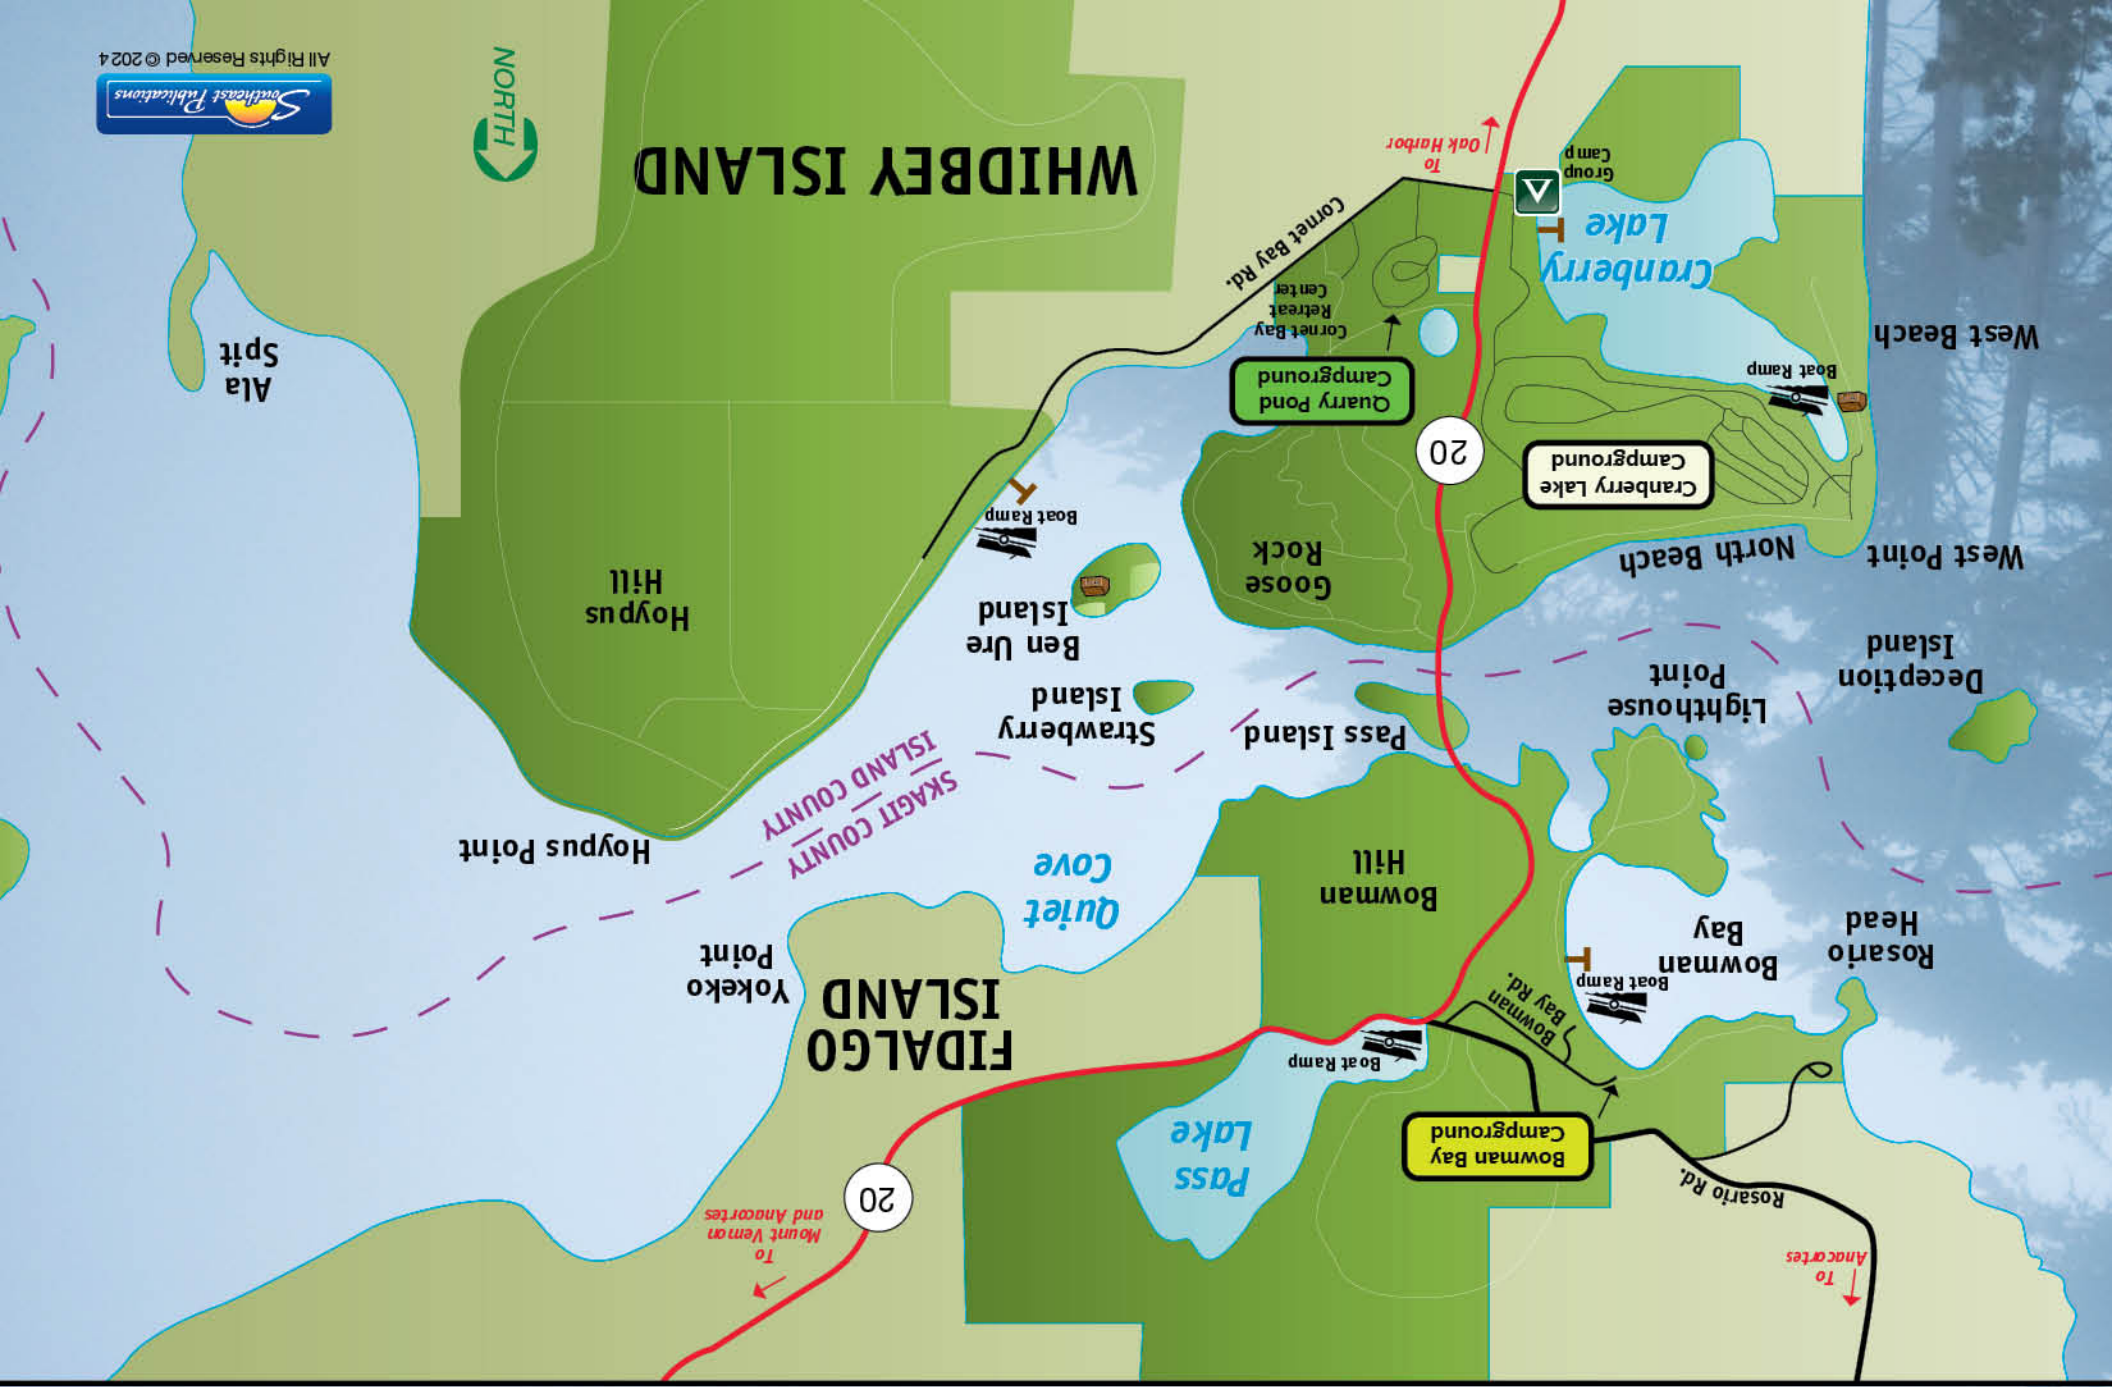 To
Anacortes
To
Mount Vernon
and Anacortes
20
Rosario Rd.
Bowman Bay
Campground
Pass
Lake
Boat Ramp
Bowman
Bay Rd.
Boat Ramp
FIDALGO
ISLAND
Rosario
Head
Bowman
Bay
Yokeko
Point
Bowman
Hill
Quiet
Cove
Hoypus Point
SKAGIT COUNTY
ISLAND COUNTY
Deception
Island
Lighthouse
Point
Pass Island
Strawberry
Island
Ben Ure
Island
Hoypus
Hill
West Point
North Beach
Goose
Rock
Boat Ramp
Cranberry Lake
Campground
20
Quarry Pond
Campground
Boat Ramp
West Beach
Ala
Spit
Cornet Bay
Retreat
Center
Cornet Bay Rd.
Cranberry
Lake
Group
Camp
To
Oak Harbor
WHIDBEY ISLAND
NORTH
Southeast Publications
All Rights Reserved © 2024